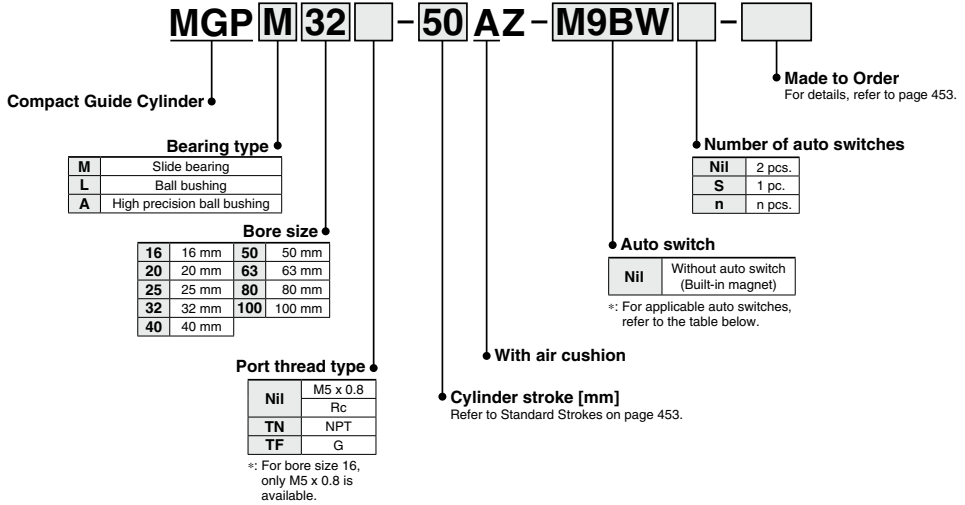 MGP M 32 – 50 AZ – M9BW –
Compact Guide Cylinder
Bearing type
M Slide bearing
L Ball bushing
A High precision ball bushing
Bore size
16 16 mm 50 50 mm
20 20 mm 63 63 mm
25 25 mm 80 80 mm
32 32 mm 100 100 mm
40 40 mm
Port thread type
Nil M5 x 0.8
Rc
TN NPT
TF G
∗: For bore size 16,
only M5 x 0.8 is
available.
Cylinder stroke [mm]
Refer to Standard Strokes on page 453.
With air cushion
Auto switch
Nil Without auto switch
(Built-in magnet)
∗: For applicable auto switches,
refer to the table below.
Number of auto switches
Nil 2 pcs.
S 1 pc.
n n pcs.
Made to Order
For details, refer to page 453.